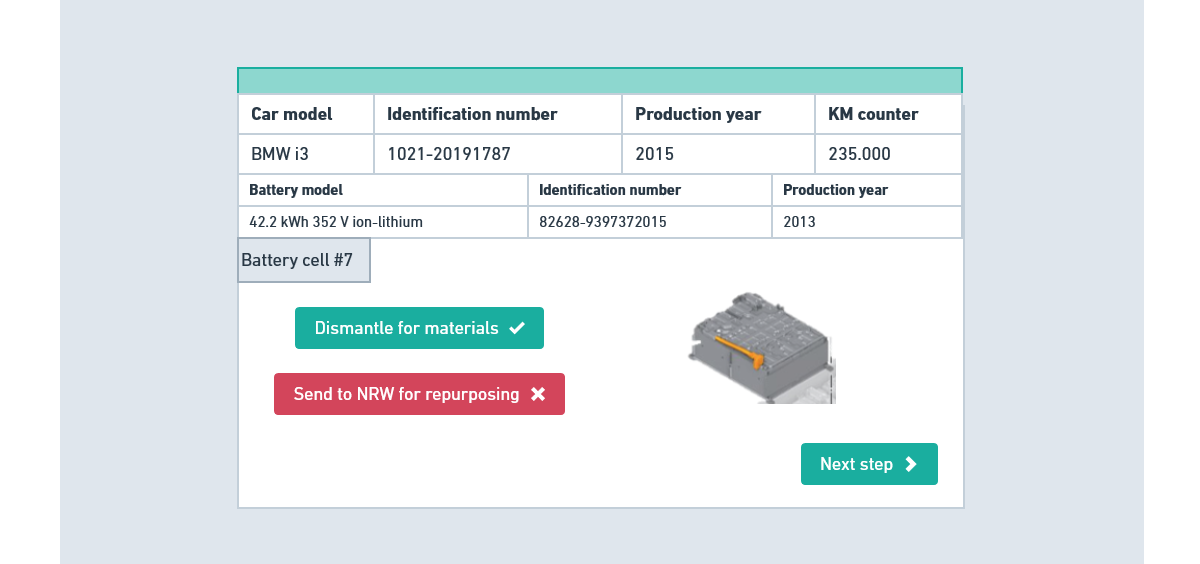 Car model Identification number Production year KM counter
BMW i3 1021-20191787 2015 235.000
Battery model Identification number Production year
42.2 kWh 352 V ion-lithium 82628-9397372015 2013
Battery cell #7
Dismantle for materials
Send to NRW for repurposing
Next step